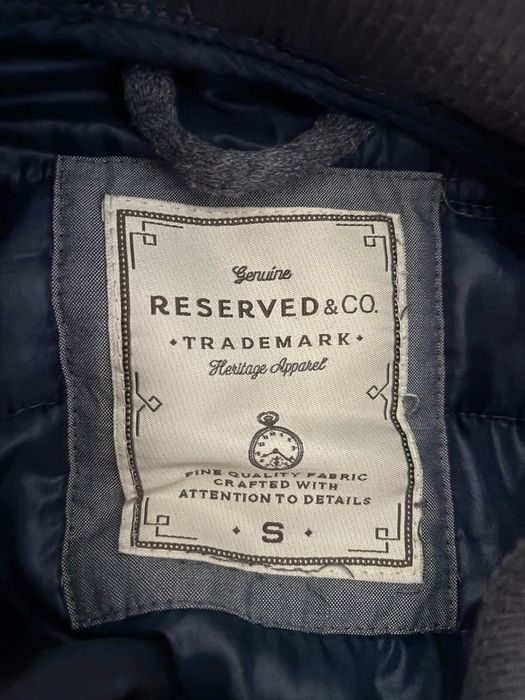 Genuine
RESERVED & CO.
• TRADEMARK •
Heritage Apparel
FINE QUALITY FABRIC
CRAFTED WITH
ATTENTION TO DETAILS
• S •